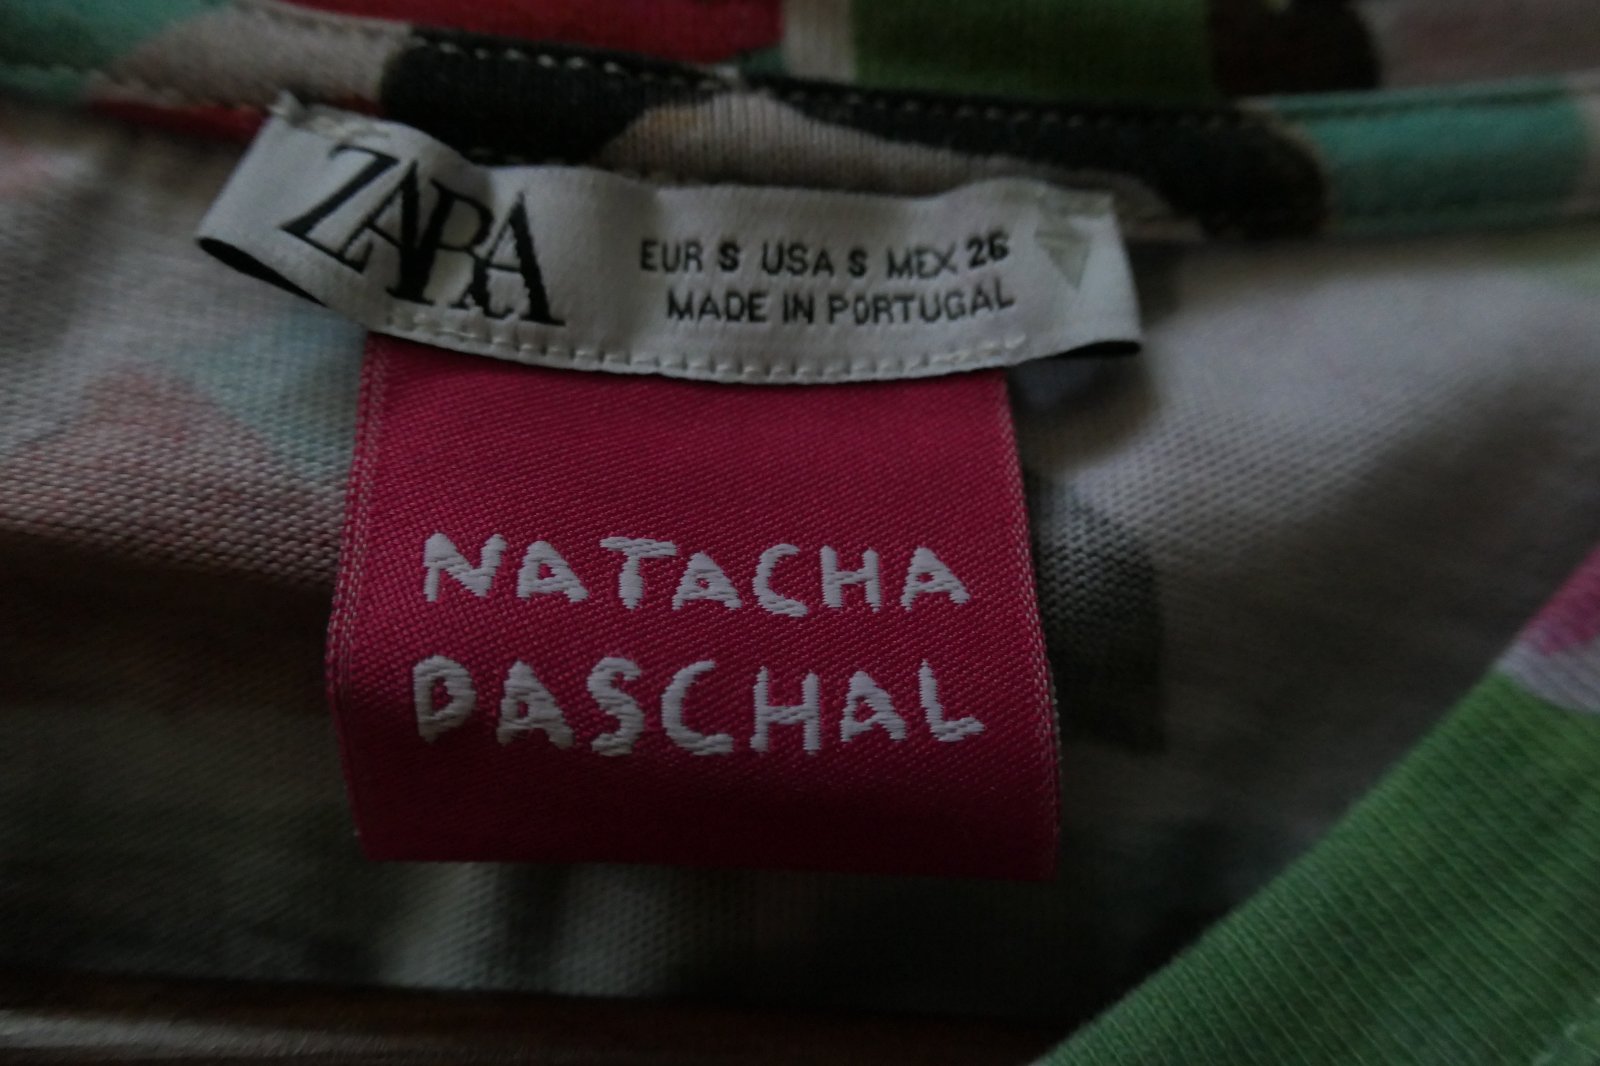 ZARA
EUR S USA S MEX 26
MADE IN PORTUGAL
NATACHA
PASCHAL